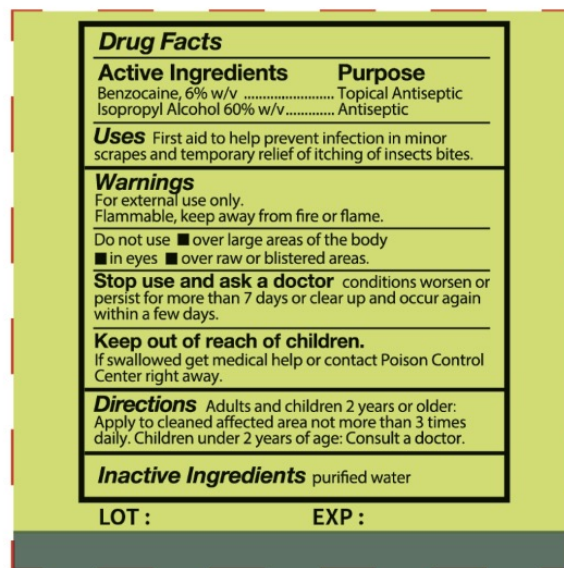 Drug Facts
Active Ingredients Purpose
Benzocaine, 6% w/v ........................ Topical Antiseptic
Isopropyl Alcohol 60% w/v............. Antiseptic
Uses First aid to help prevent infection in minor
scrapes and temporary relief of itching of insects bites.
Warnings
For external use only.
Flammable, keep away from fire or flame.
Do not use ■ over large areas of the body
■ in eyes ■ over raw or blistered areas.
Stop use and ask a doctor conditions worsen or
persist for more than 7 days or clear up and occur again
within a few days.
Keep out of reach of children.
If swallowed get medical help or contact Poison Control
Center right away.
Directions Adults and children 2 years or older:
Apply to cleaned affected area not more than 3 times
daily. Children under 2 years of age: Consult a doctor.
Inactive Ingredients purified water
LOT : EXP :